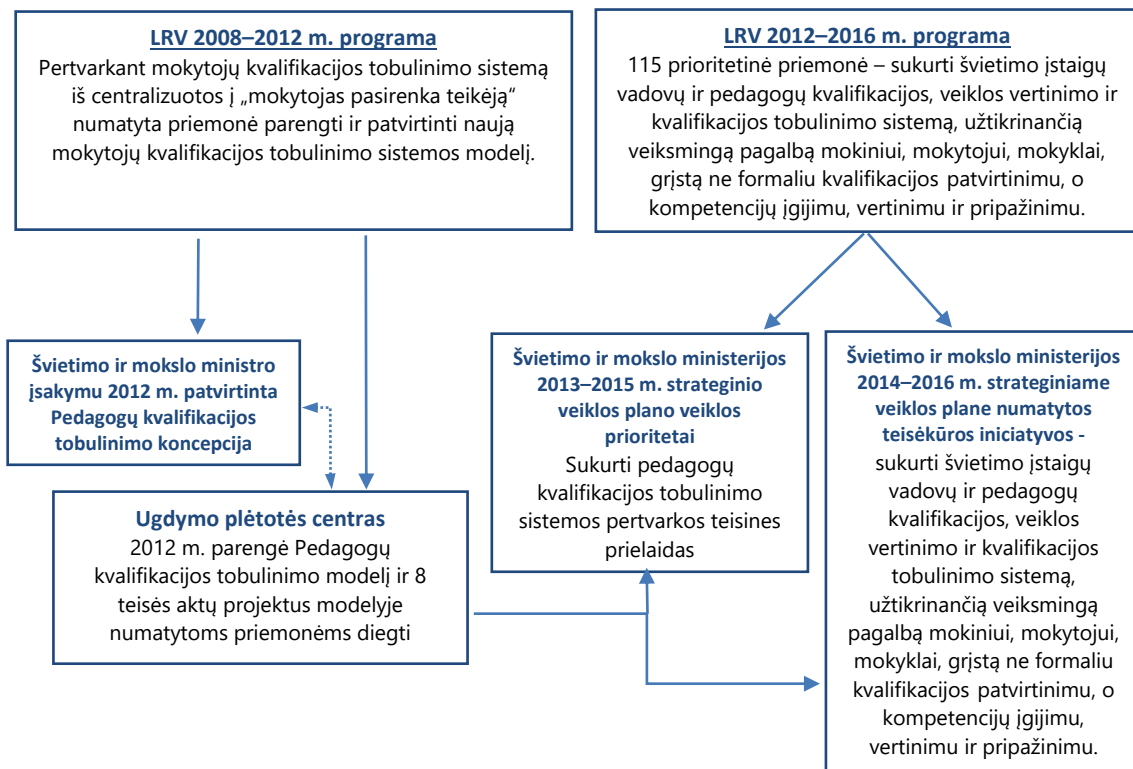 LRV 2008–2012 m. programa
Pertvarkant mokytojų kvalifikacijos tobulinimo sistemą
iš centralizuotos į „mokytojas pasirenka teikėją“
numatyta priemonė parengti ir patvirtinti naują
mokytojų kvalifikacijos tobulinimo sistemos modelį.
LRV 2012–2016 m. programa
115 prioritetinė priemonė – sukurti švietimo įstaigų
vadovų ir pedagogų kvalifikacijos, veiklos vertinimo ir
kvalifikacijos tobulinimo sistemą, užtikrinančią
veiksmingą pagalbą mokiniui, mokytojui, mokyklai,
grįstą ne formaliu kvalifikacijos patvirtinimu, o
kompetencijų įgijimu, vertinimu ir pripažinimu.
Švietimo ir mokslo ministro
įsakymu 2012 m. patvirtinta
Pedagogų kvalifikacijos
tobulinimo koncepcija
Ugdymo plėtotės centras
2012 m. parengė Pedagogų
kvalifikacijos tobulinimo modelį ir 8
teisės aktų projektus modelyje
numatytoms priemonėms diegti
Švietimo ir mokslo ministerijos
2013–2015 m. strateginio
veiklos plano veiklos
prioritetai
Sukurti pedagogų
kvalifikacijos tobulinimo
sistemos pertvarkos teisines
prielaidas
Švietimo ir mokslo ministerijos
2014–2016 m. strateginiame
veiklos plane numatytos
teisėkūros iniciatyvos -
sukurti švietimo įstaigų
vadovų ir pedagogų
kvalifikacijos, veiklos
vertinimo ir kvalifikacijos
tobulinimo sistemą,
užtikrinančią veiksmingą
pagalbą mokiniui, mokytojui,
mokyklai, grįstą ne formaliu
kvalifikacijos patvirtinimu, o
kompetencijų įgijimu,
vertinimu ir pripažinimu.